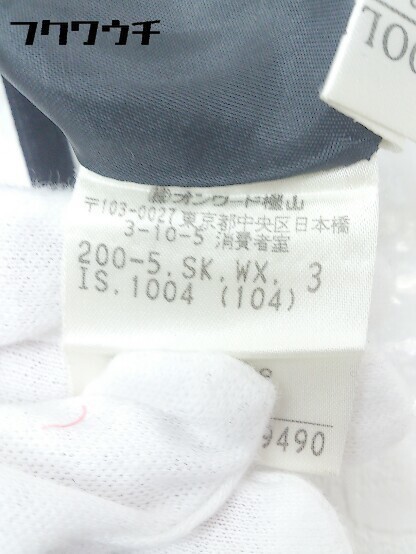 フクワウチ
OOL
㈱オンワード樫山
〒103-0027 東京都中央区日本橋
3-10-5 消費者室
200-5.SK.WX. 3
IS.1004 (104)
9490